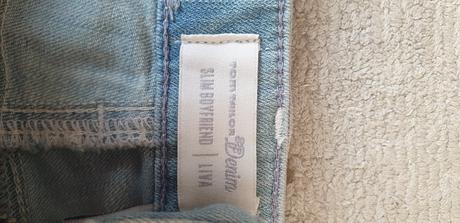 TOM TAILOR
Denim
SLIM BOYFRIEND | LIVA